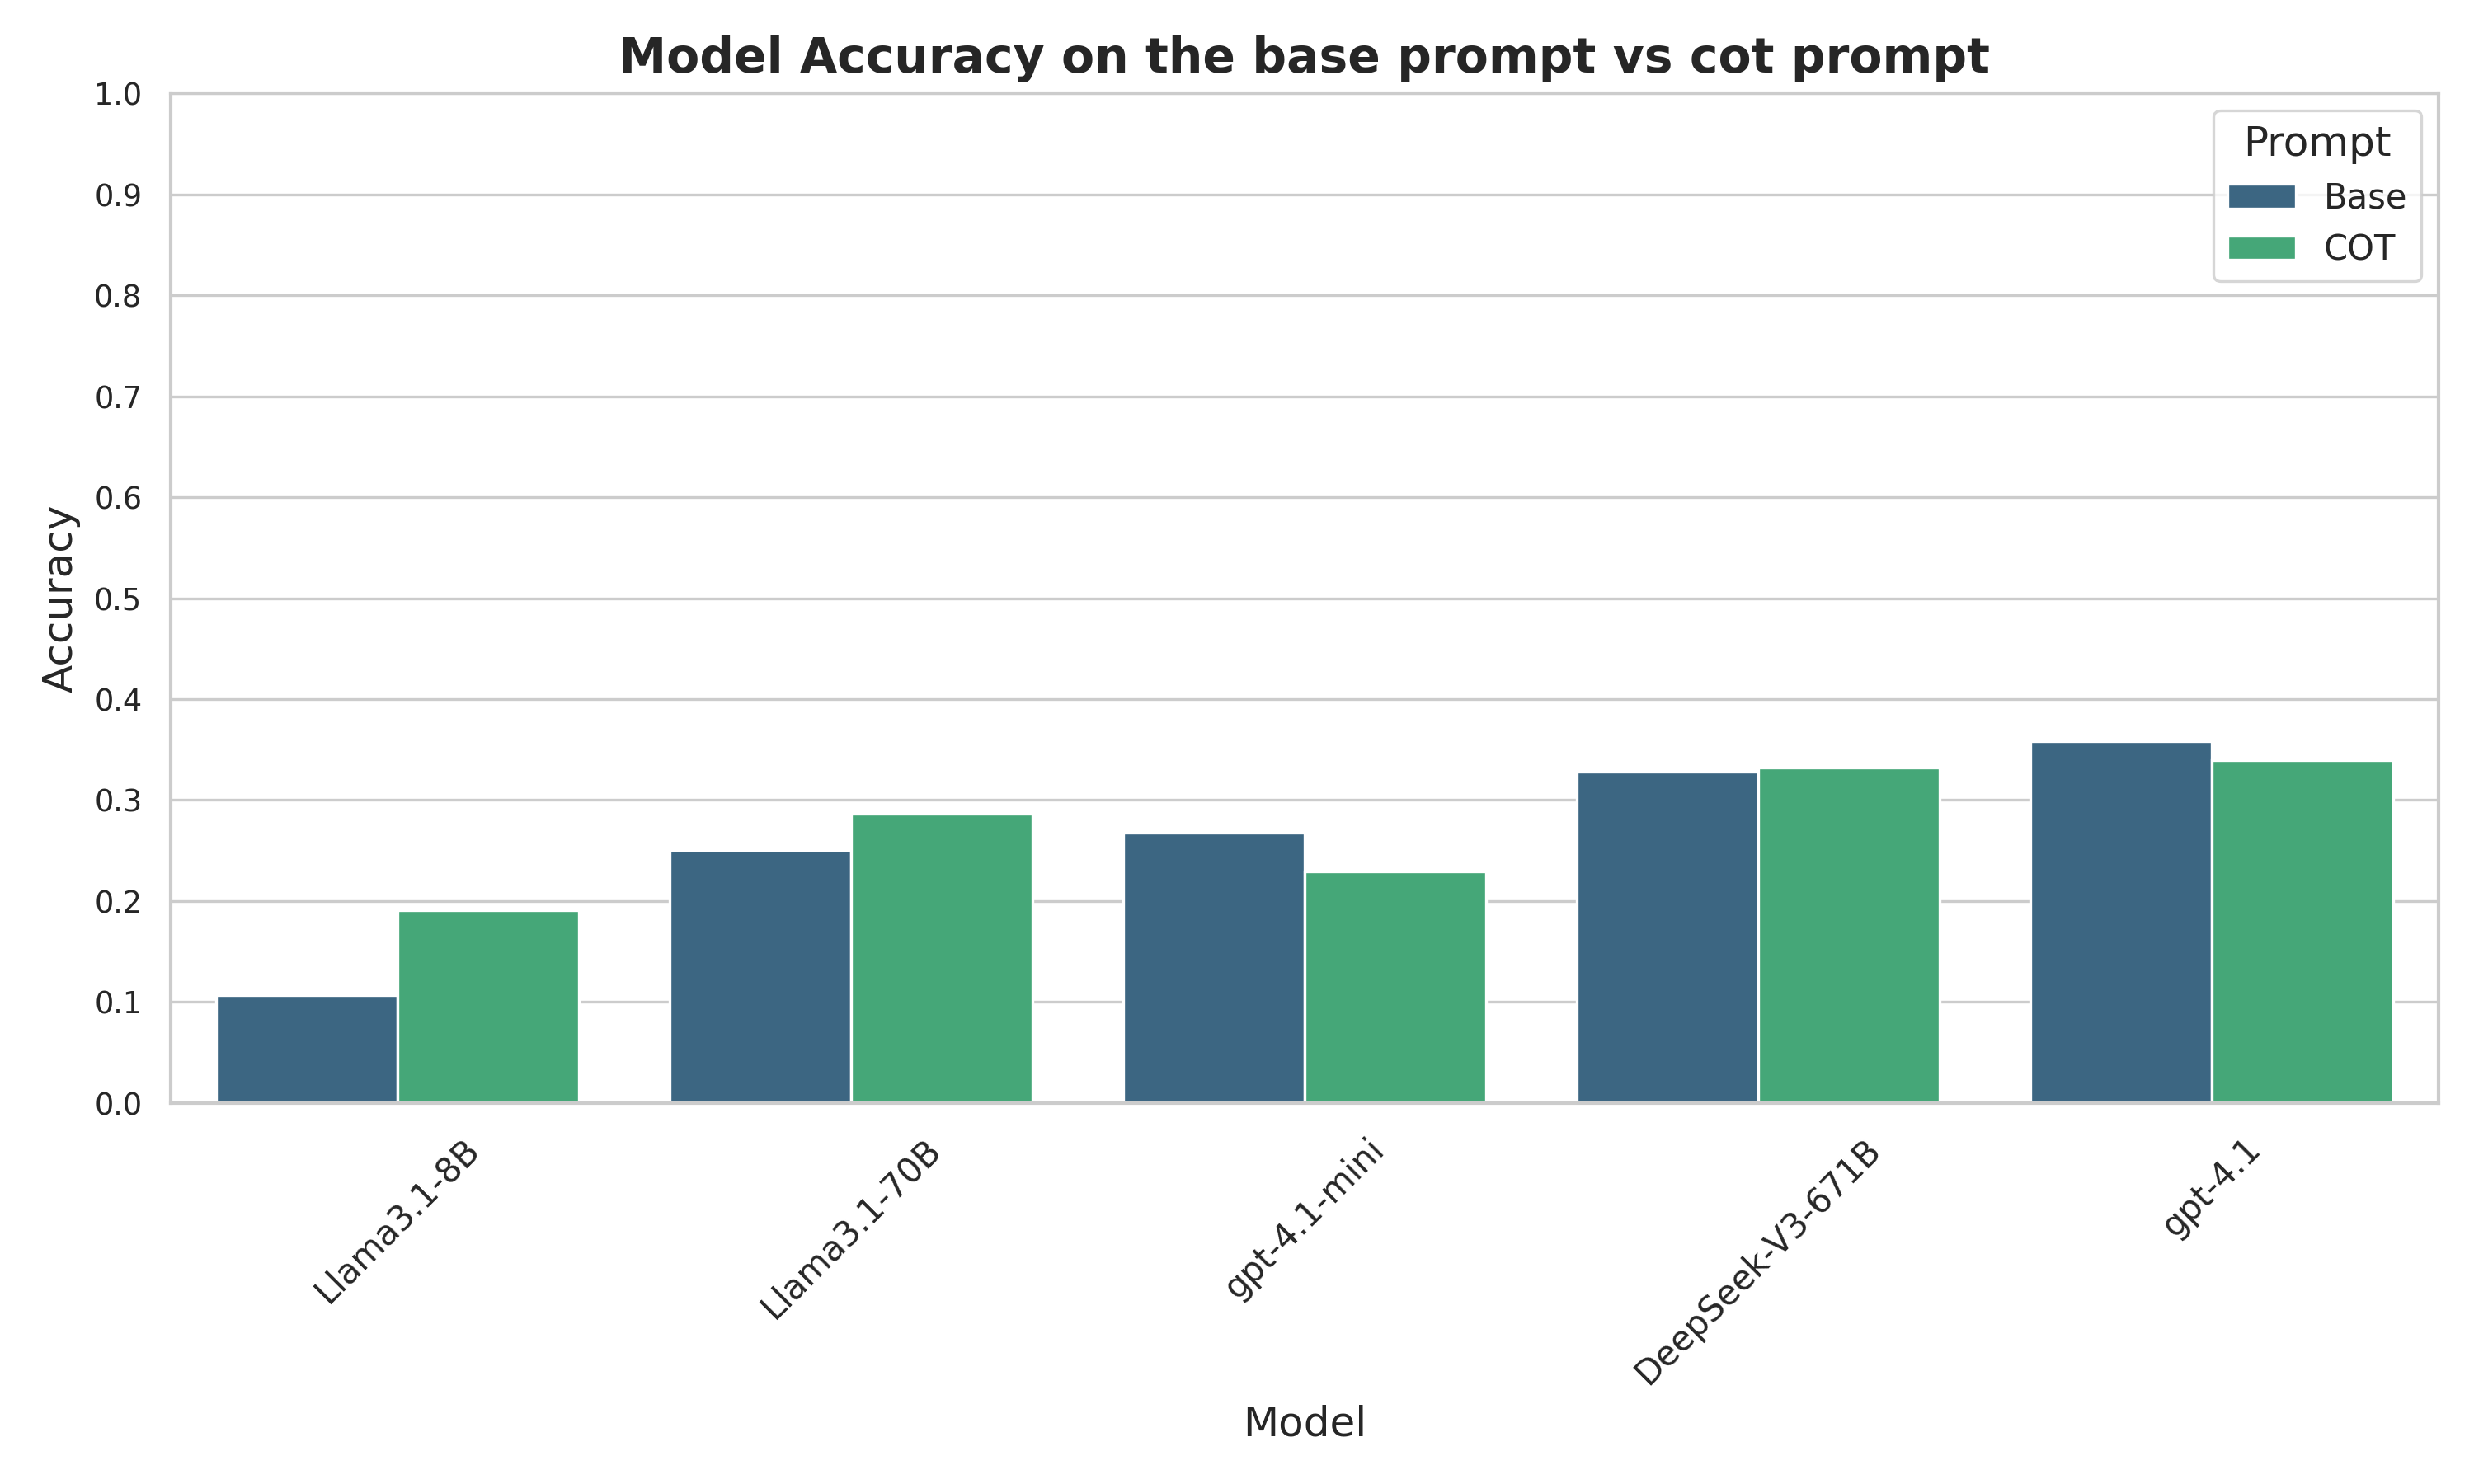 Model Accuracy on the base prompt vs cot prompt
Prompt
Base
COT
Accuracy
1.0
0.9
0.8
0.7
0.6
0.5
0.4
0.3
0.2
0.1
0.0
Llama3.1-8B
Llama3.1-70B
gpt-4.1-mini
DeepSeek-V3-671B
gpt-4.1
Model